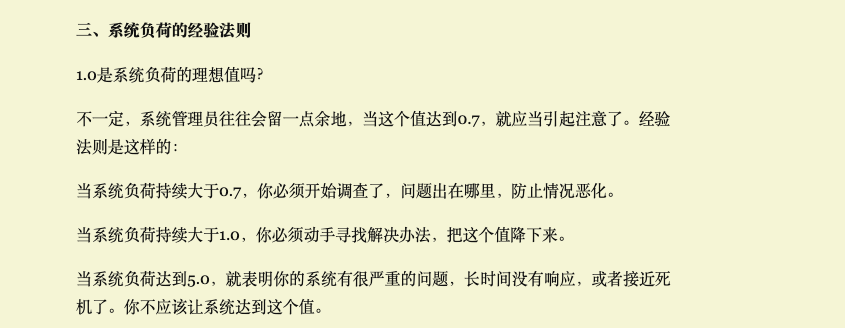 三、系统负荷的经验法则
1.0是系统负荷的理想值吗?
不一定，系统管理员往往会留一点余地，当这个值达到0.7，就应当引起注意了。经验
法则是这样的：
当系统负荷持续大于0.7，你必须开始调查了，问题出在哪里，防止情况恶化。
当系统负荷持续大于1.0，你必须动手寻找解决办法，把这个值降下来。
当系统负荷达到5.0，就表明你的系统有很严重的问题，长时间没有响应，或者接近死
机了。你不应该让系统达到这个值。